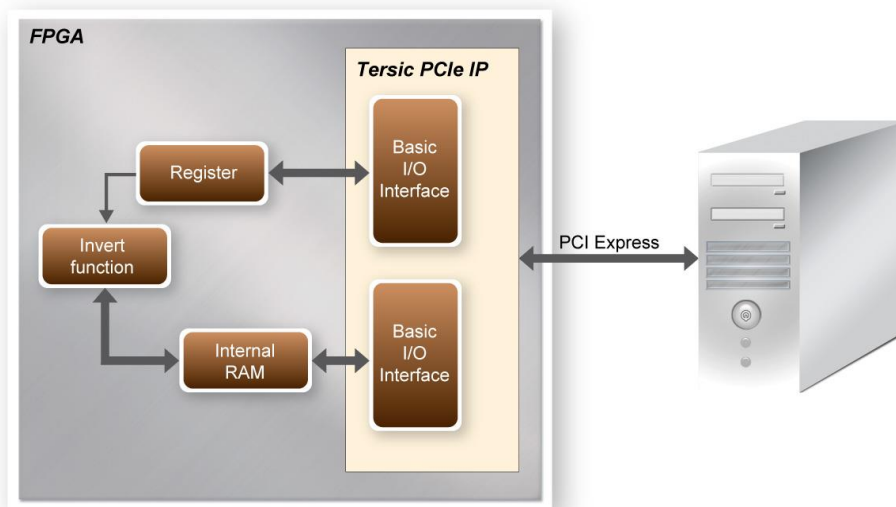 FPGA
Tersic PCIe IP
Basic
I/O
Interface
Register
Invert
function
PCI Express
Internal
RAM
Basic
I/O
Interface